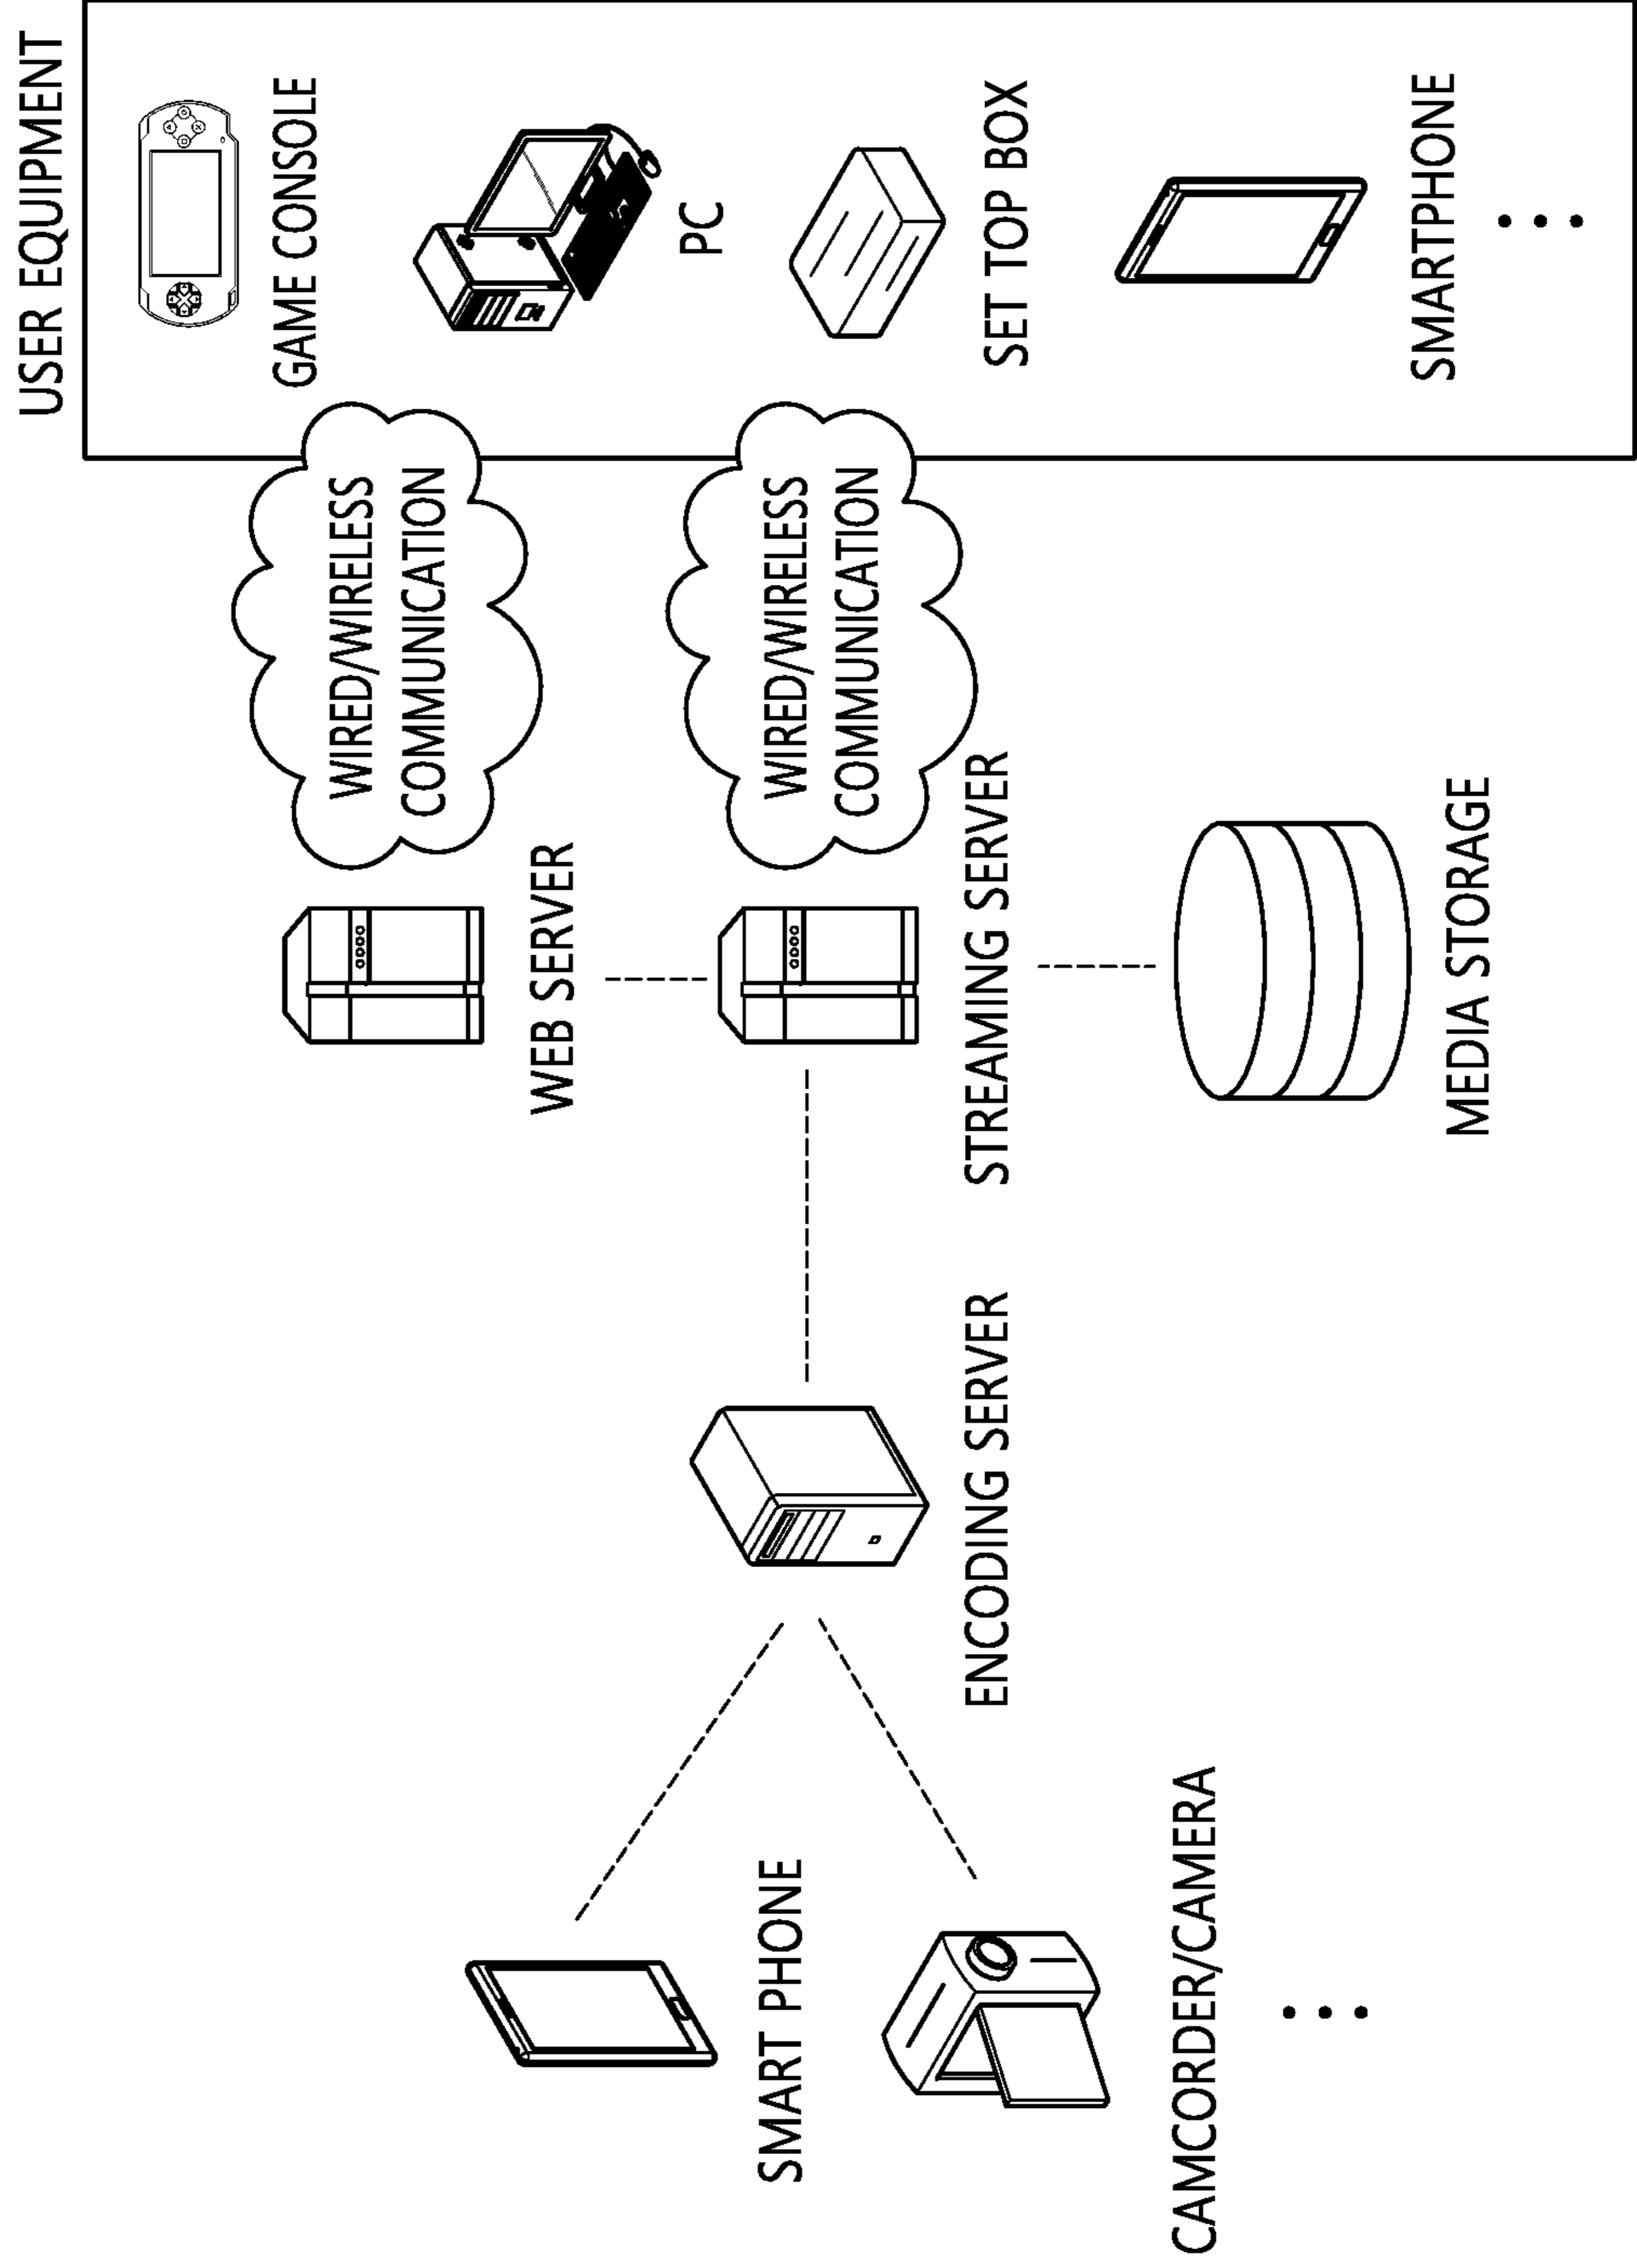 USER EQUIPMENT
GAME CONSOLE
PC
SET TOP BOX
SMARTPHONE
WIRED/WIRELESS
COMMUNICATION
WIRED/WIRELESS
COMMUNICATION
WEB SERVER
STREAMING SERVER
MEDIA STORAGE
ENCODING SERVER
SMART PHONE
CAMCORDER/CAMERA